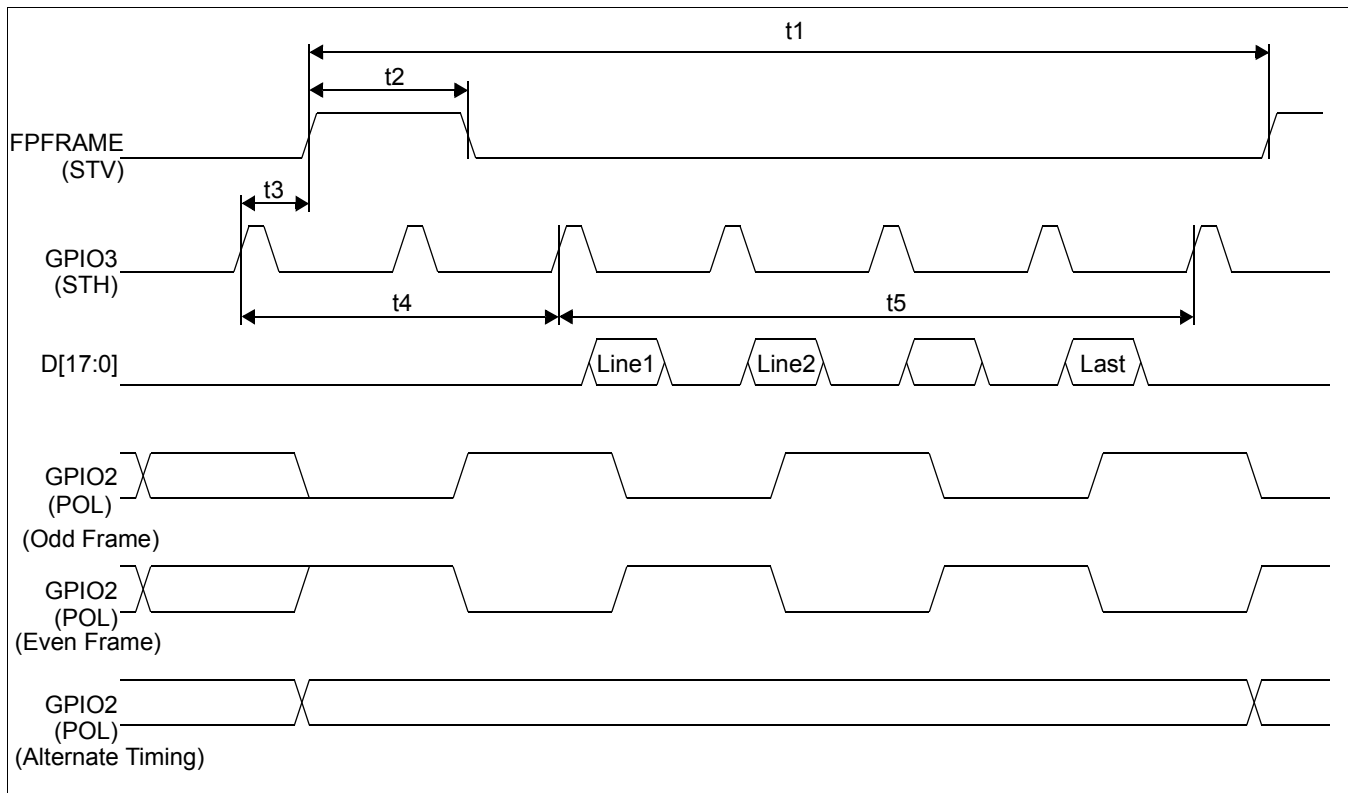 t1
t2
FPFRAME
(STV)
t3
GPIO3
(STH)
t4
t5
D[17:0]
Line1
Line2
Last
GPIO2
(POL)
(Odd Frame)
GPIO2
(POL)
(Even Frame)
GPIO2
(POL)
(Alternate Timing)